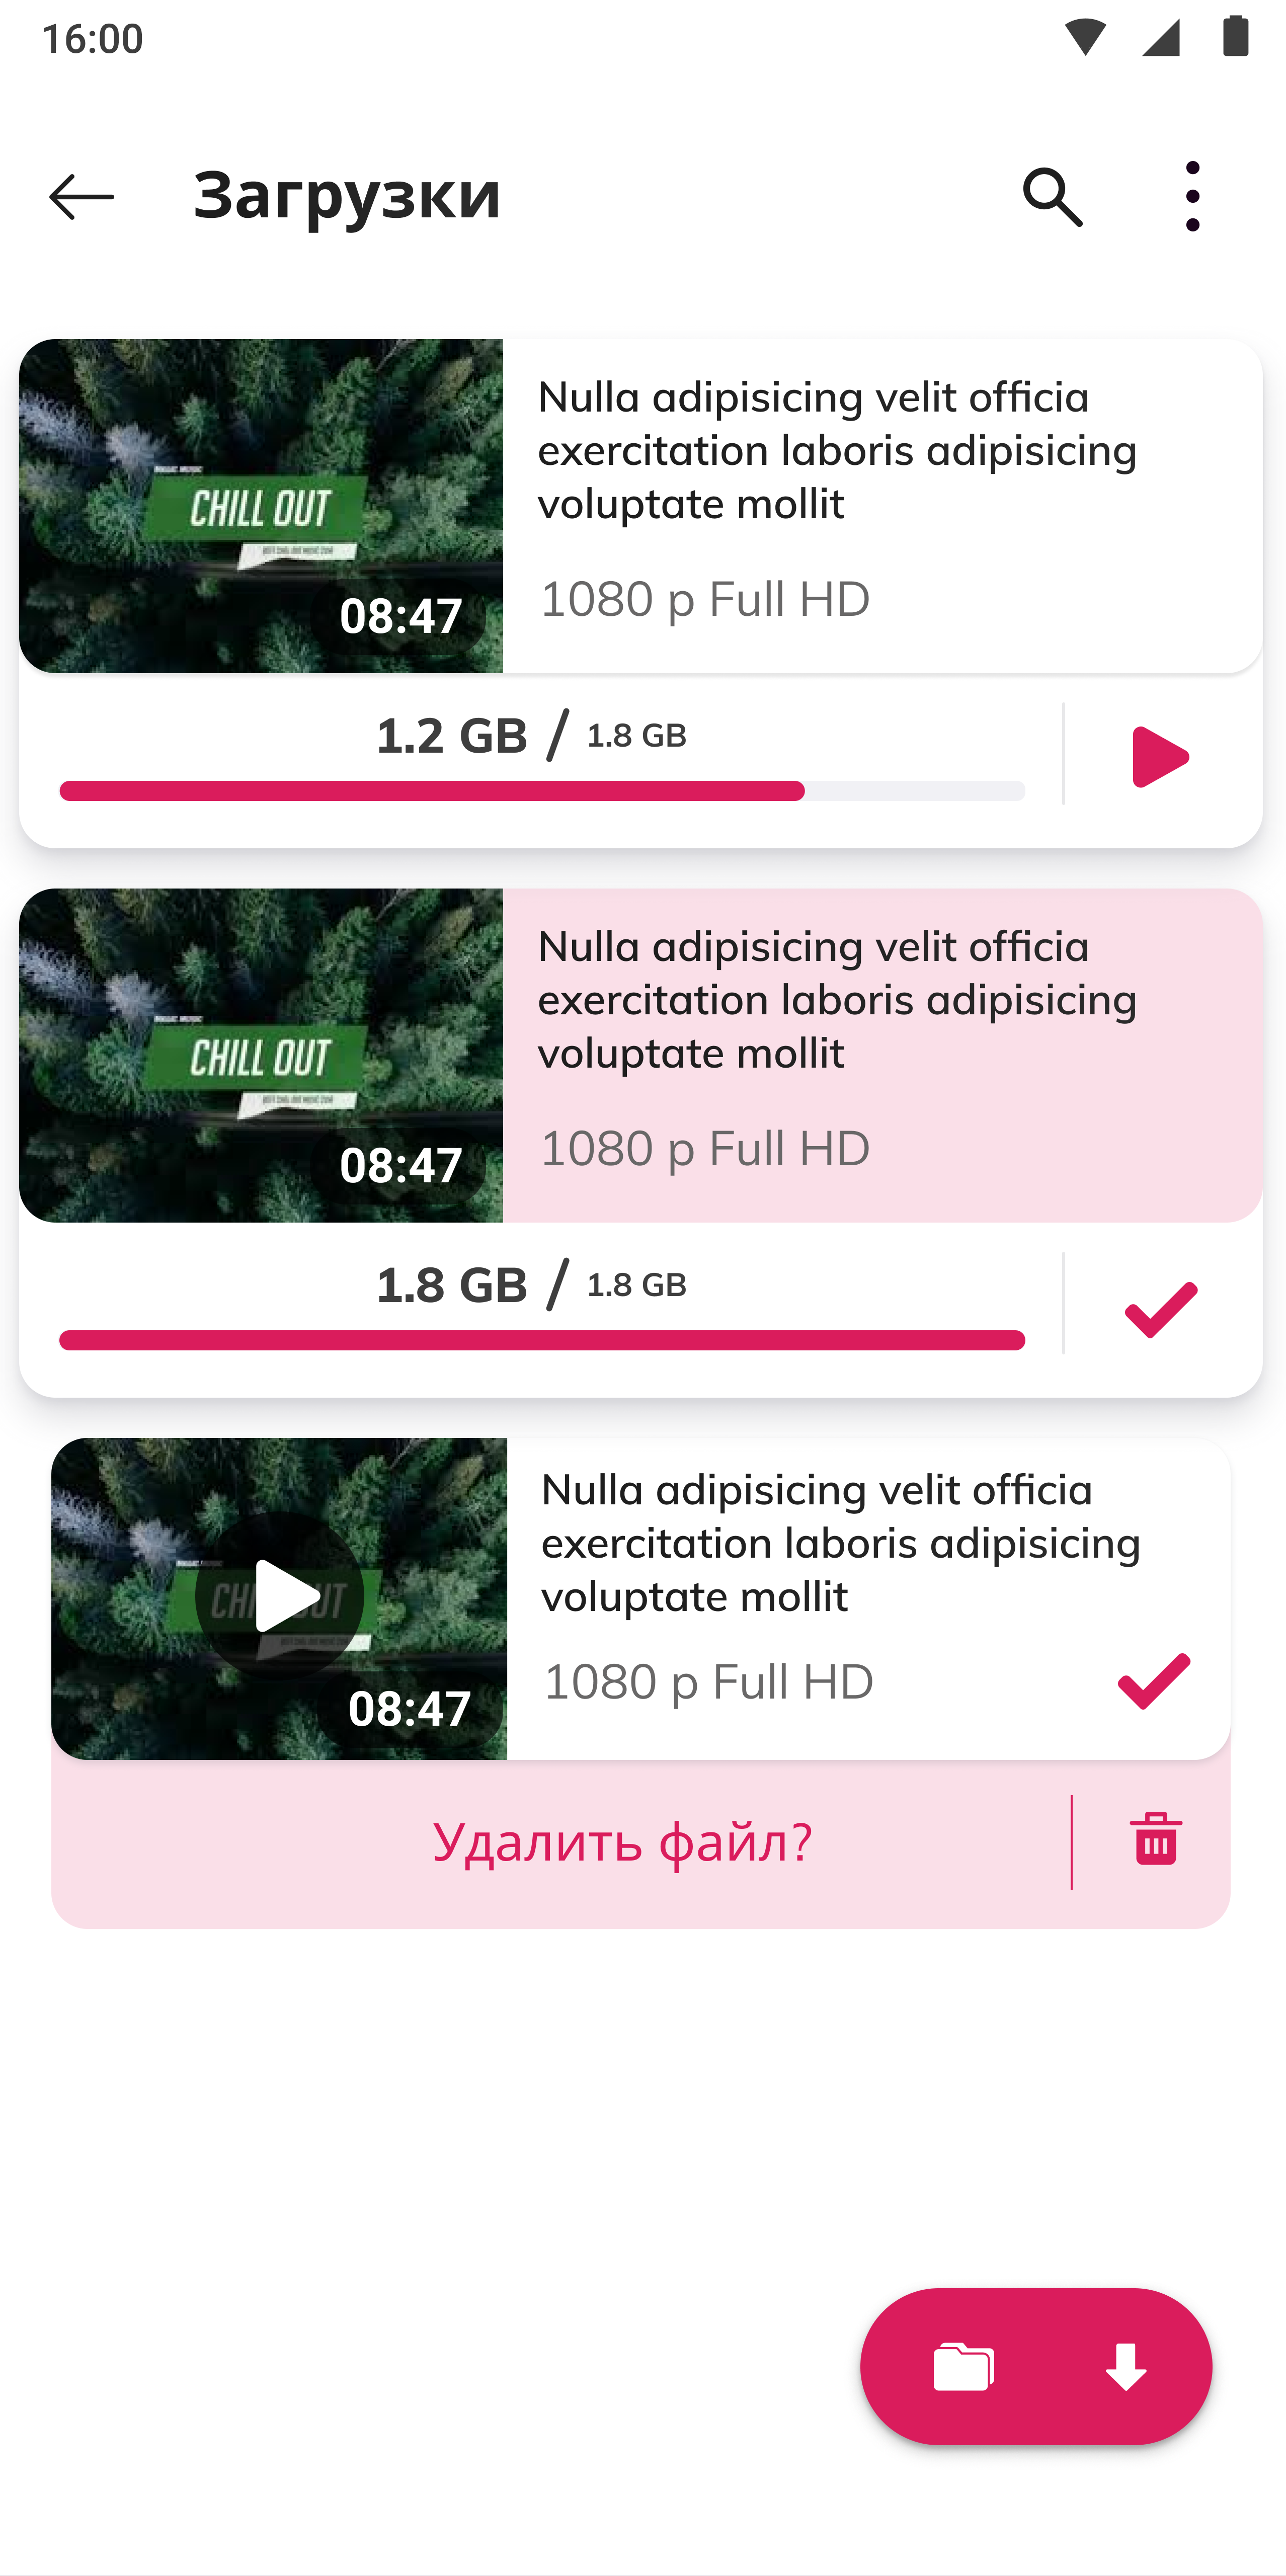 16:00
Загрузки
CHILL OUT
08:47
Nulla adipisicing velit officia
exercitation laboris adipisicing
voluptate mollit
1080 p Full HD
1.2 GB / 1.8 GB
CHILL OUT
08:47
Nulla adipisicing velit officia
exercitation laboris adipisicing
voluptate mollit
1080 p Full HD
1.8 GB / 1.8 GB
08:47
Nulla adipisicing velit officia
exercitation laboris adipisicing
voluptate mollit
1080 p Full HD
Удалить файл?